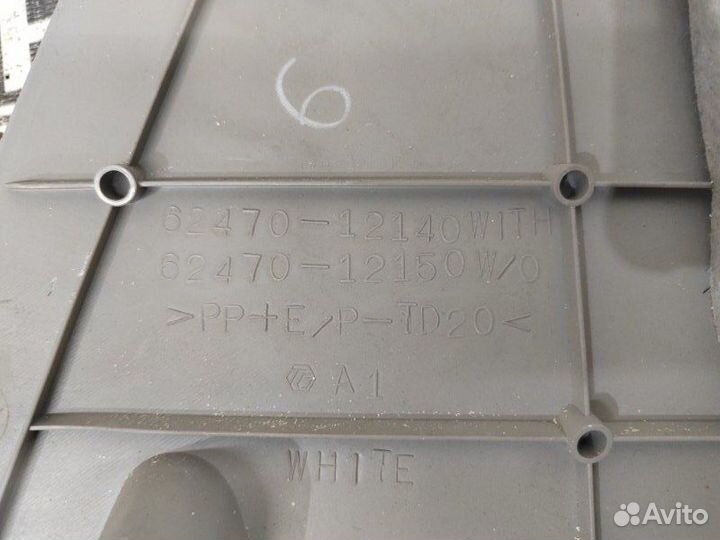 6
62470-12140 WITH
62470-12150 W/O
>PP+E/P-TD20<
A1
WHITE
Avito